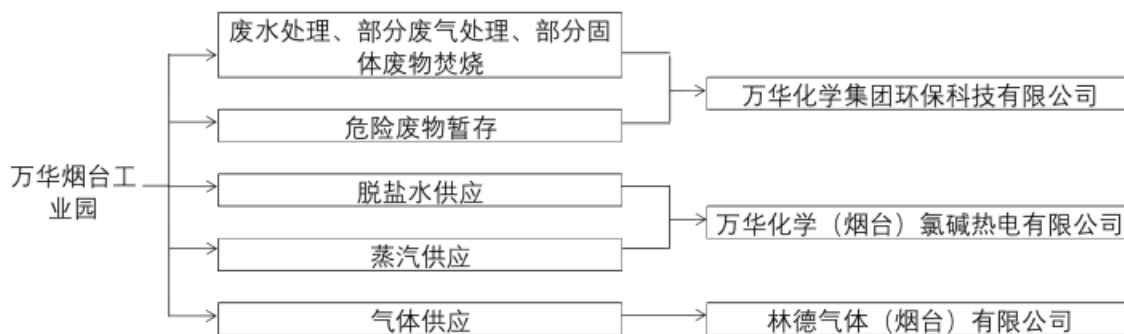 万华烟台工
业园
废水处理、部分废气处理、部分固
体废物焚烧
危险废物暂存
脱盐水供应
蒸汽供应
气体供应
万华化学集团环保科技有限公司
万华化学（烟台）氯碱热电有限公司
林德气体（烟台）有限公司